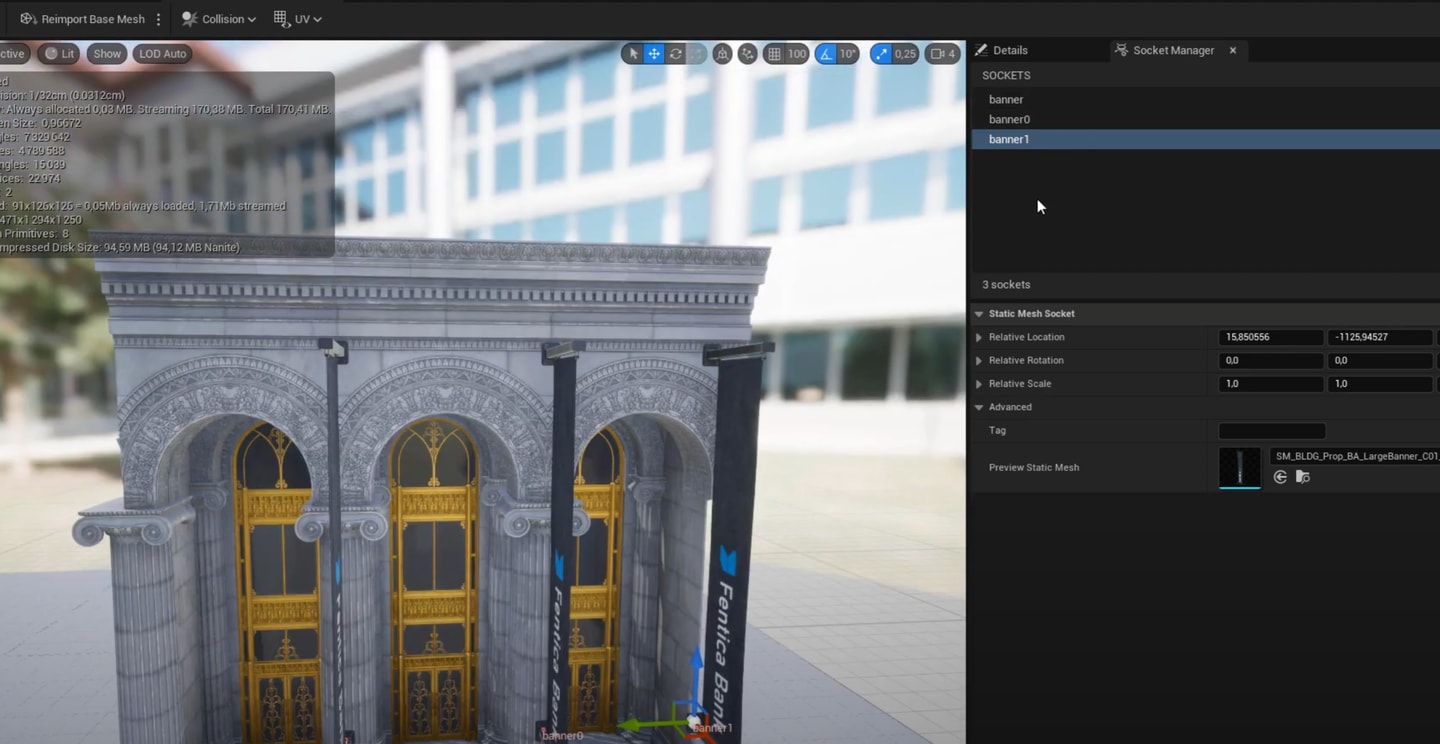 Reimport Base Mesh
Collision
UV
ctive
Lit
Show
LOD Auto
100
10°
0,25
4
Details
Socket Manager
ed
ision: 1/32cm (0.0312cm)
: Always allocated 0,03 MB. Streaming 170,38 MB. Total 170,41 MB
en Size: 0,96672
gles: 7 329 642
es: 4 789 588
ngles: 15 039
ices: 22 974
: 2
d: 91x126x126 = 0,05Mb always loaded, 1,71Mb streamed
471x1 294x1 250
n Primitives: 8
mpressed Disk Size: 94,59 MB (94,12 MB Nanite)
SOCKETS
banner
banner0
banner1
3 sockets
Static Mesh Socket
Relative Location 15,850556 -1125,94527
Relative Rotation 0,0 0,0
Relative Scale 1,0 1,0
Advanced
Tag
Preview Static Mesh SM_BLDG_Prop_BA_LargeBanner_C01_
Fentica Bank
Fentica Bank
banner0
banner1